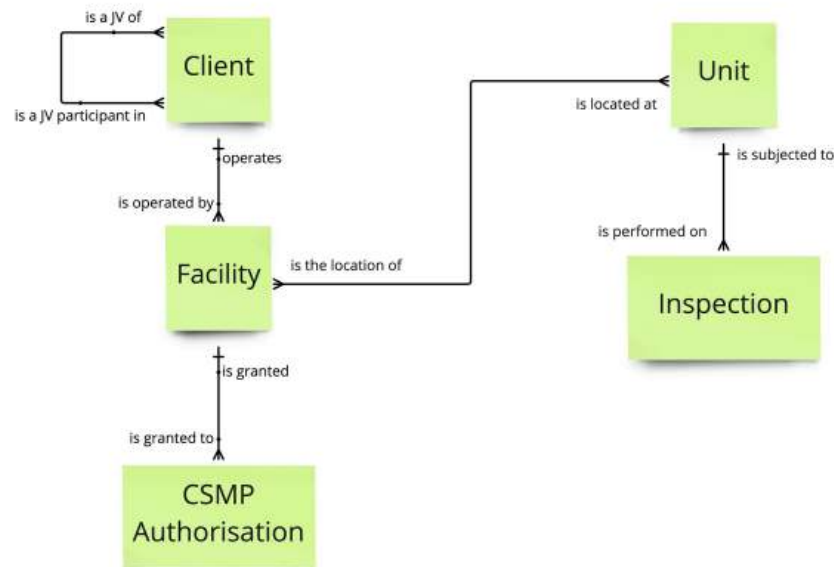 is a JV of
Client
Unit
is a JV participant in
is located at
operates
is subjected to
is operated by
is performed on
Facility
is the location of
Inspection
is granted
is granted to
CSMP
Authorisation